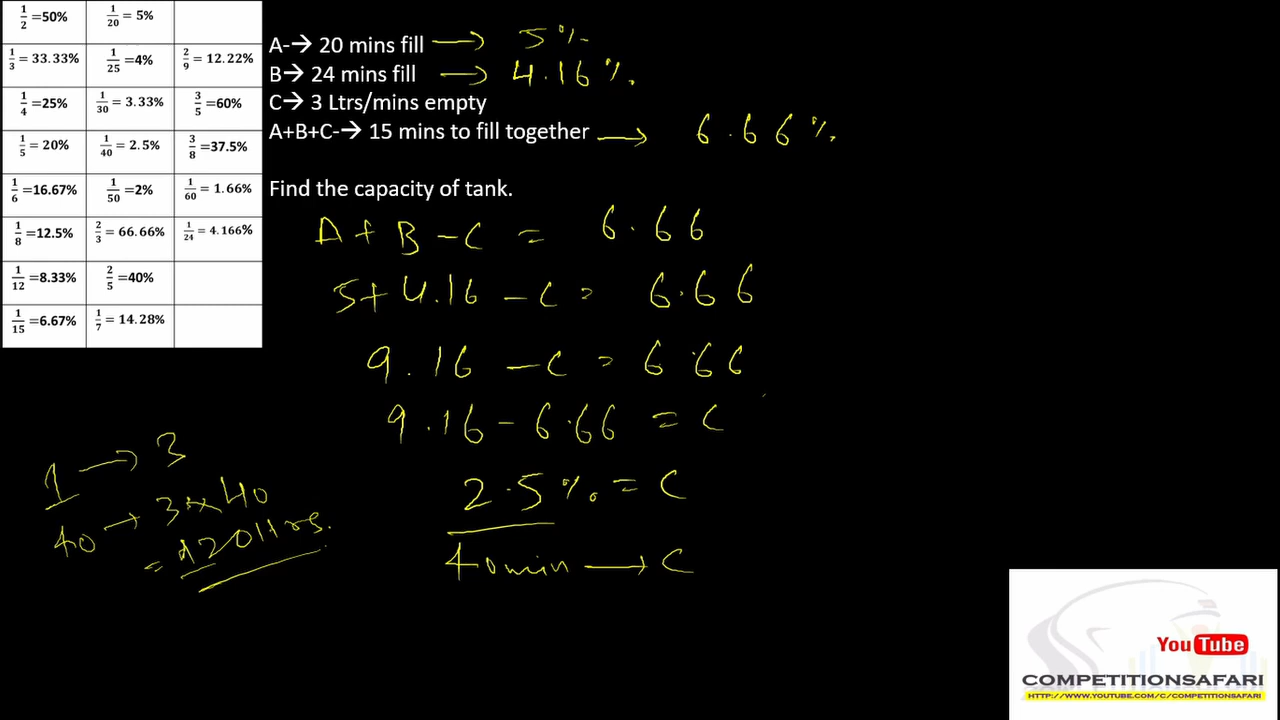 1/2 =50% 1/20 = 5%
1/3 = 33.33% 1/25 =4% 2/9 = 12.22%
1/4 =25% 1/30 = 3.33% 3/5 =60%
1/5 = 20% 1/40 = 2.5% 3/8 =37.5%
1/6 =16.67% 1/50 =2% 1/60 = 1.66%
1/8 =12.5% 2/3 = 66.66% 1/24 =4.166%
1/12 =8.33% 2/5 =40%
1/15 =6.67% 1/7 = 14.28%
A-→ 20 mins fill → 5%
B→ 24 mins fill → 4.16%.
C→ 3 Ltrs/mins empty
A+B+C-→ 15 mins to fill together → 6.66%.
Find the capacity of tank.
A + B - C = 6.66
5+4.16 - C = 6.66
9.16 - C = 6.66
9.16 - 6.66 = C
2.5%. = C
40min → C
1 → 3
40 → 3×40
= 120ltrs.
You Tube
COMPETITIONSAFARI
HTTP://WWW.YOUTUBE.COM/C/COMPETITIONSAFARI